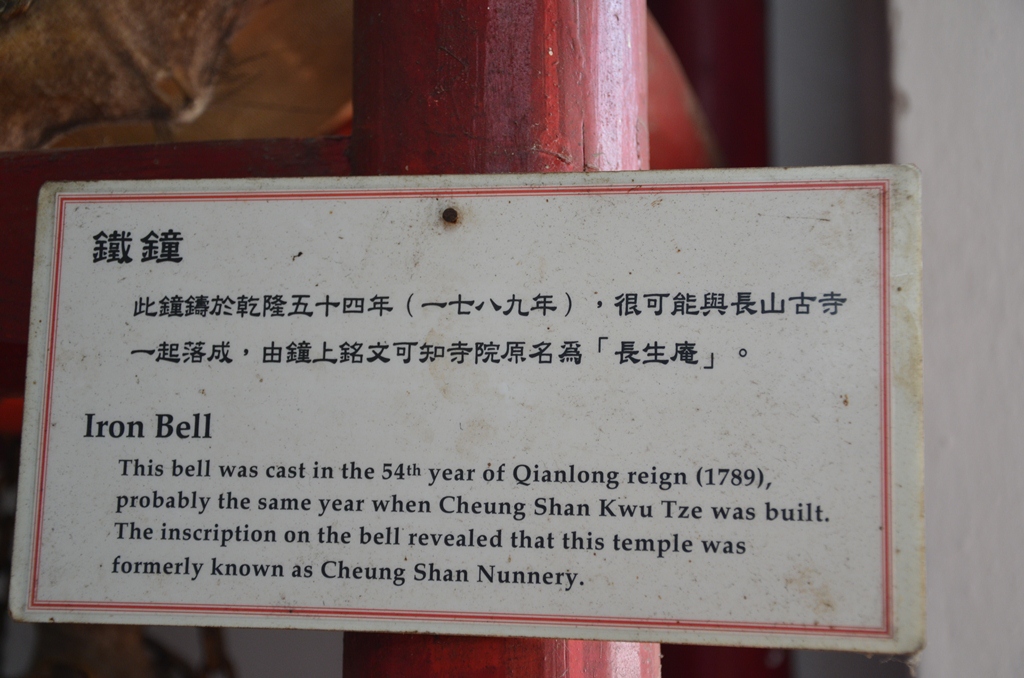 鐵鐘
此鐘鑄於乾隆五十四年（一七八九年），很可能與長山古寺
一起落成，由鐘上銘文可知寺院原名為「長生庵」。
Iron Bell
This bell was cast in the 54th year of Qianlong reign (1789),
probably the same year when Cheung Shan Kwu Tze was built.
The inscription on the bell revealed that this temple was
formerly known as Cheung Shan Nunnery.